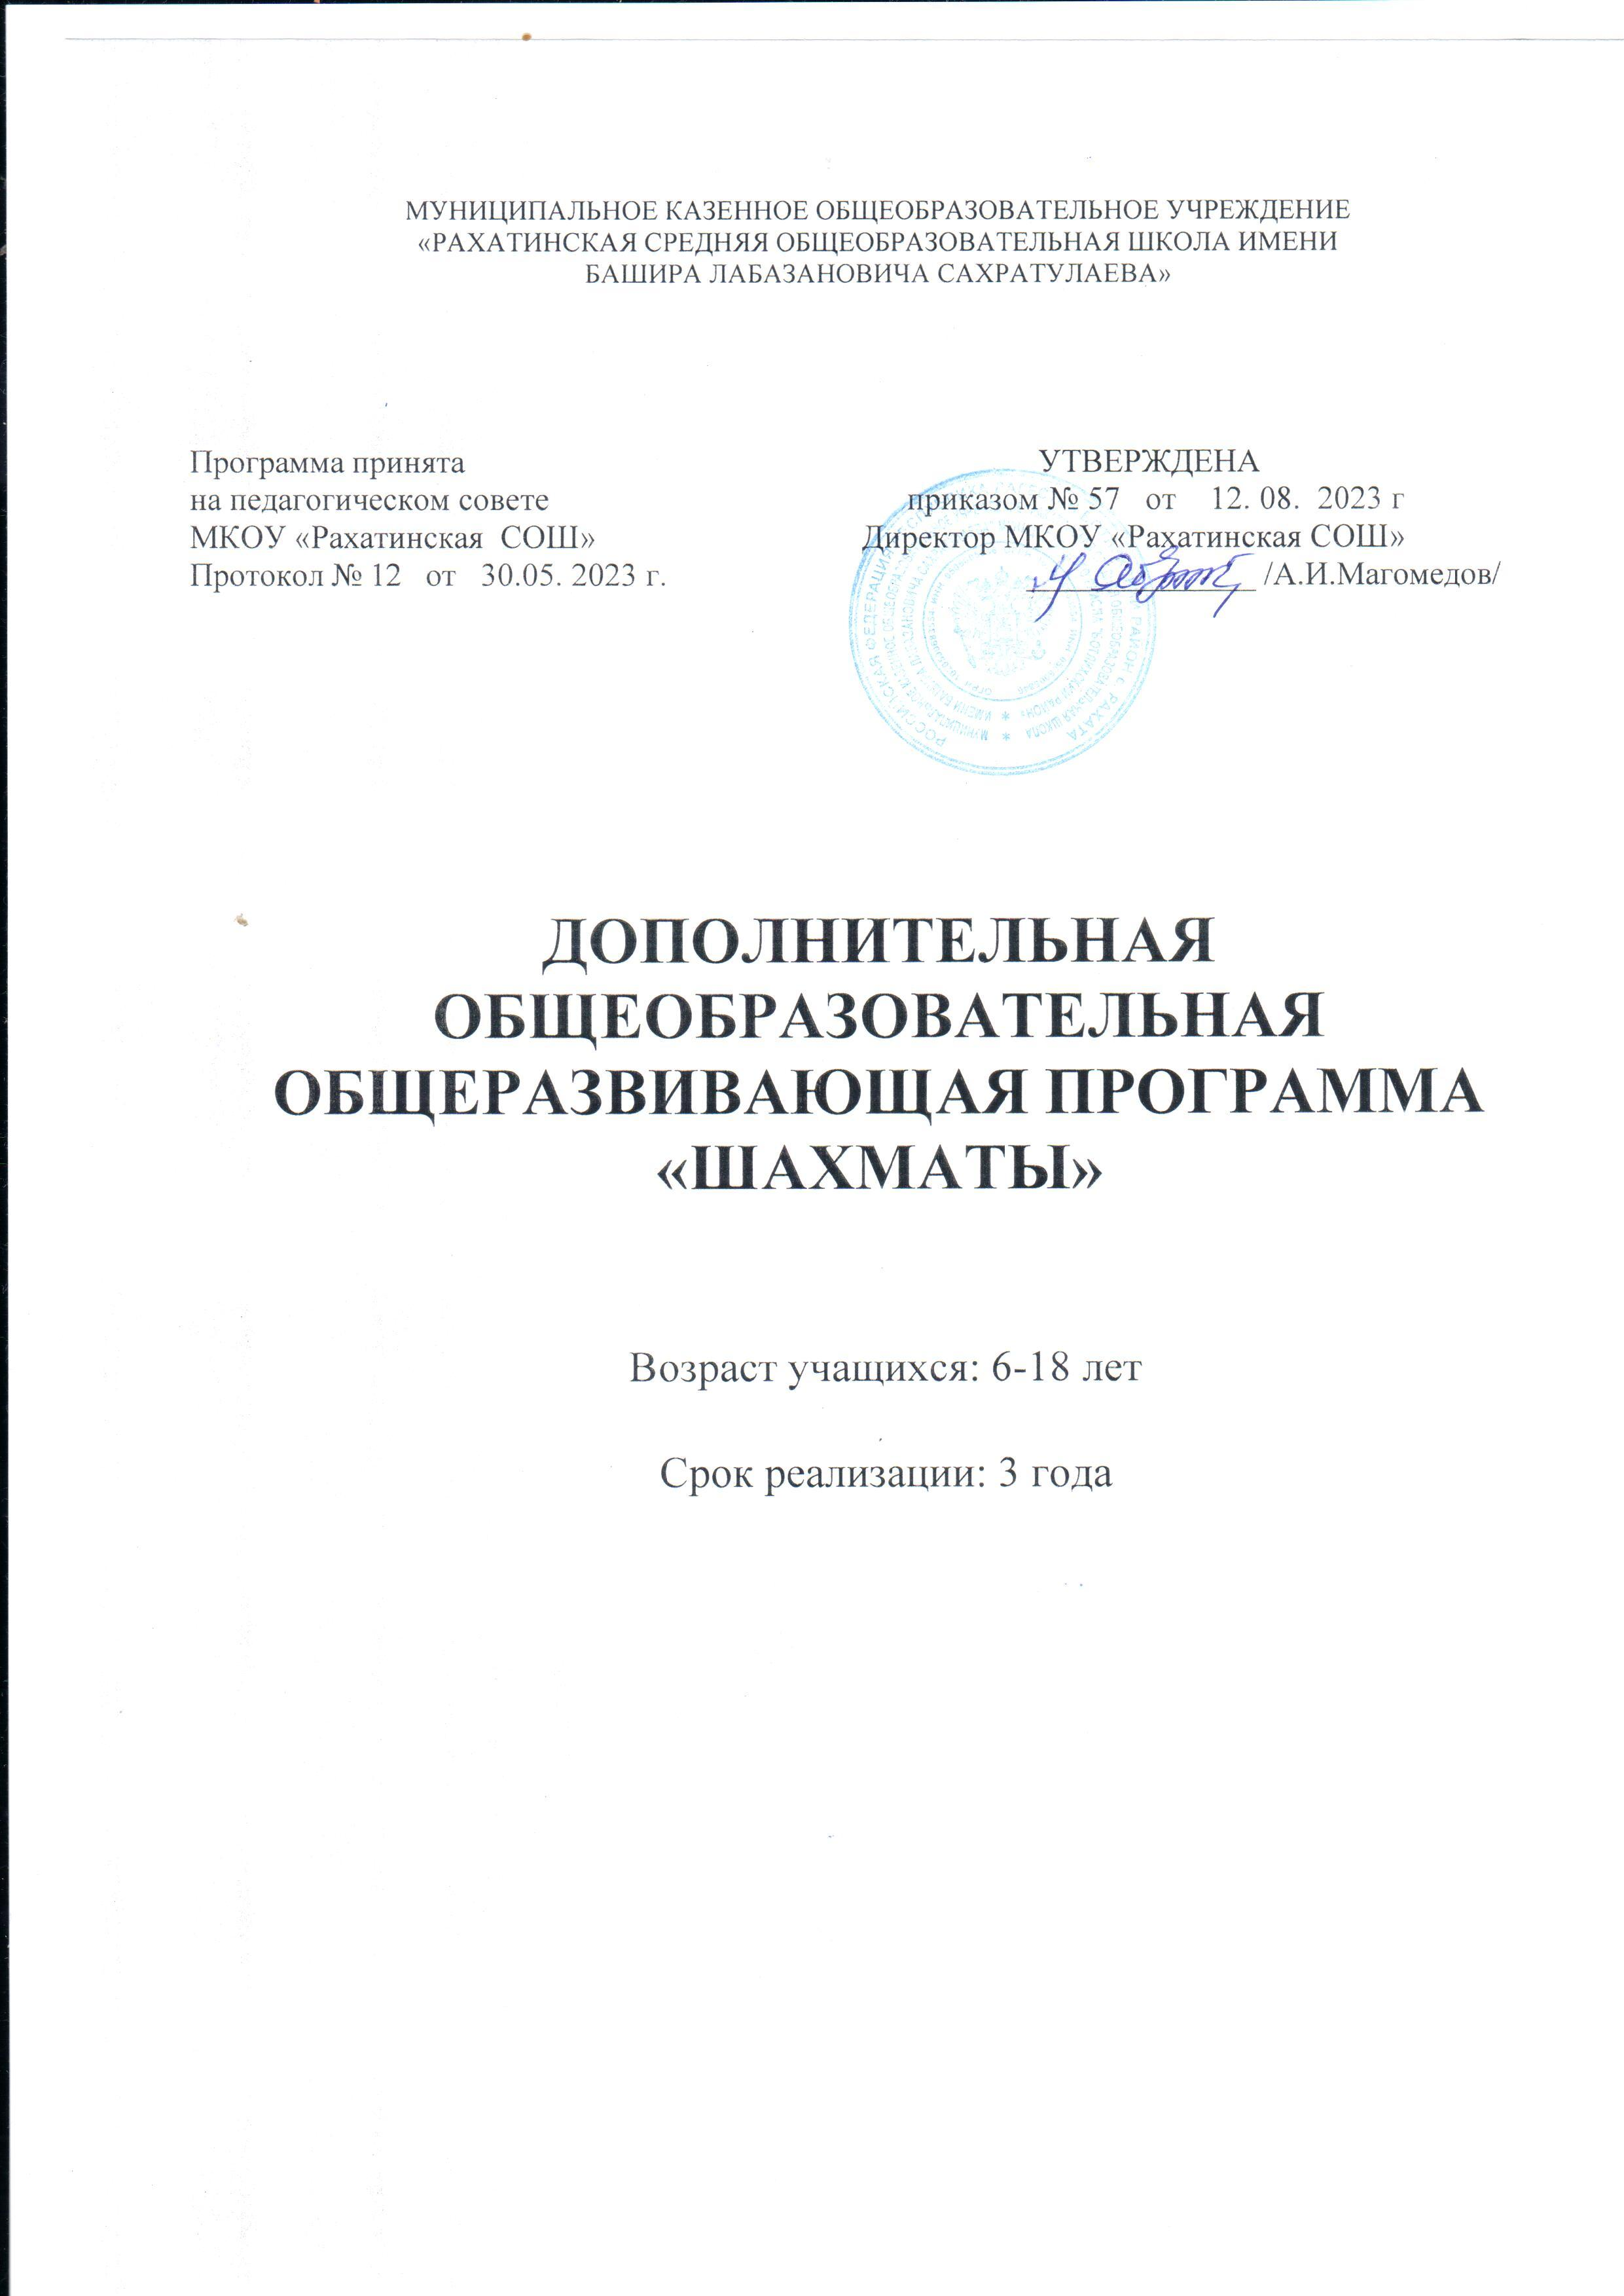 МУНИЦИПАЛЬНОЕ КАЗЕННОЕ ОБЩЕОБРАЗОВАТЕЛЬНОЕ УЧРЕЖДЕНИЕ
«РАХАТИНСКАЯ СРЕДНЯЯ ОБЩЕОБРАЗОВАТЕЛЬНАЯ ШКОЛА ИМЕНИ
БАШИРА ЛАБАЗАНОВИЧА САХРАТУЛАЕВА»
Программа принята
на педагогическом совете
МКОУ «Рахатинская СОШ»
Протокол № 12 от 30.05. 2023 г.
УТВЕРЖДЕНА
приказом № 57 от 12. 08. 2023 г
Директор МКОУ «Рахатинская СОШ»
/А.И.Магомедов/
ДОПОЛНИТЕЛЬНАЯ
ОБЩЕОБРАЗОВАТЕЛЬНАЯ
ОБЩЕРАЗВИВАЮЩАЯ ПРОГРАММА
«ШАХМАТЫ»
Возраст учащихся: 6-18 лет
Срок реализации: 3 года